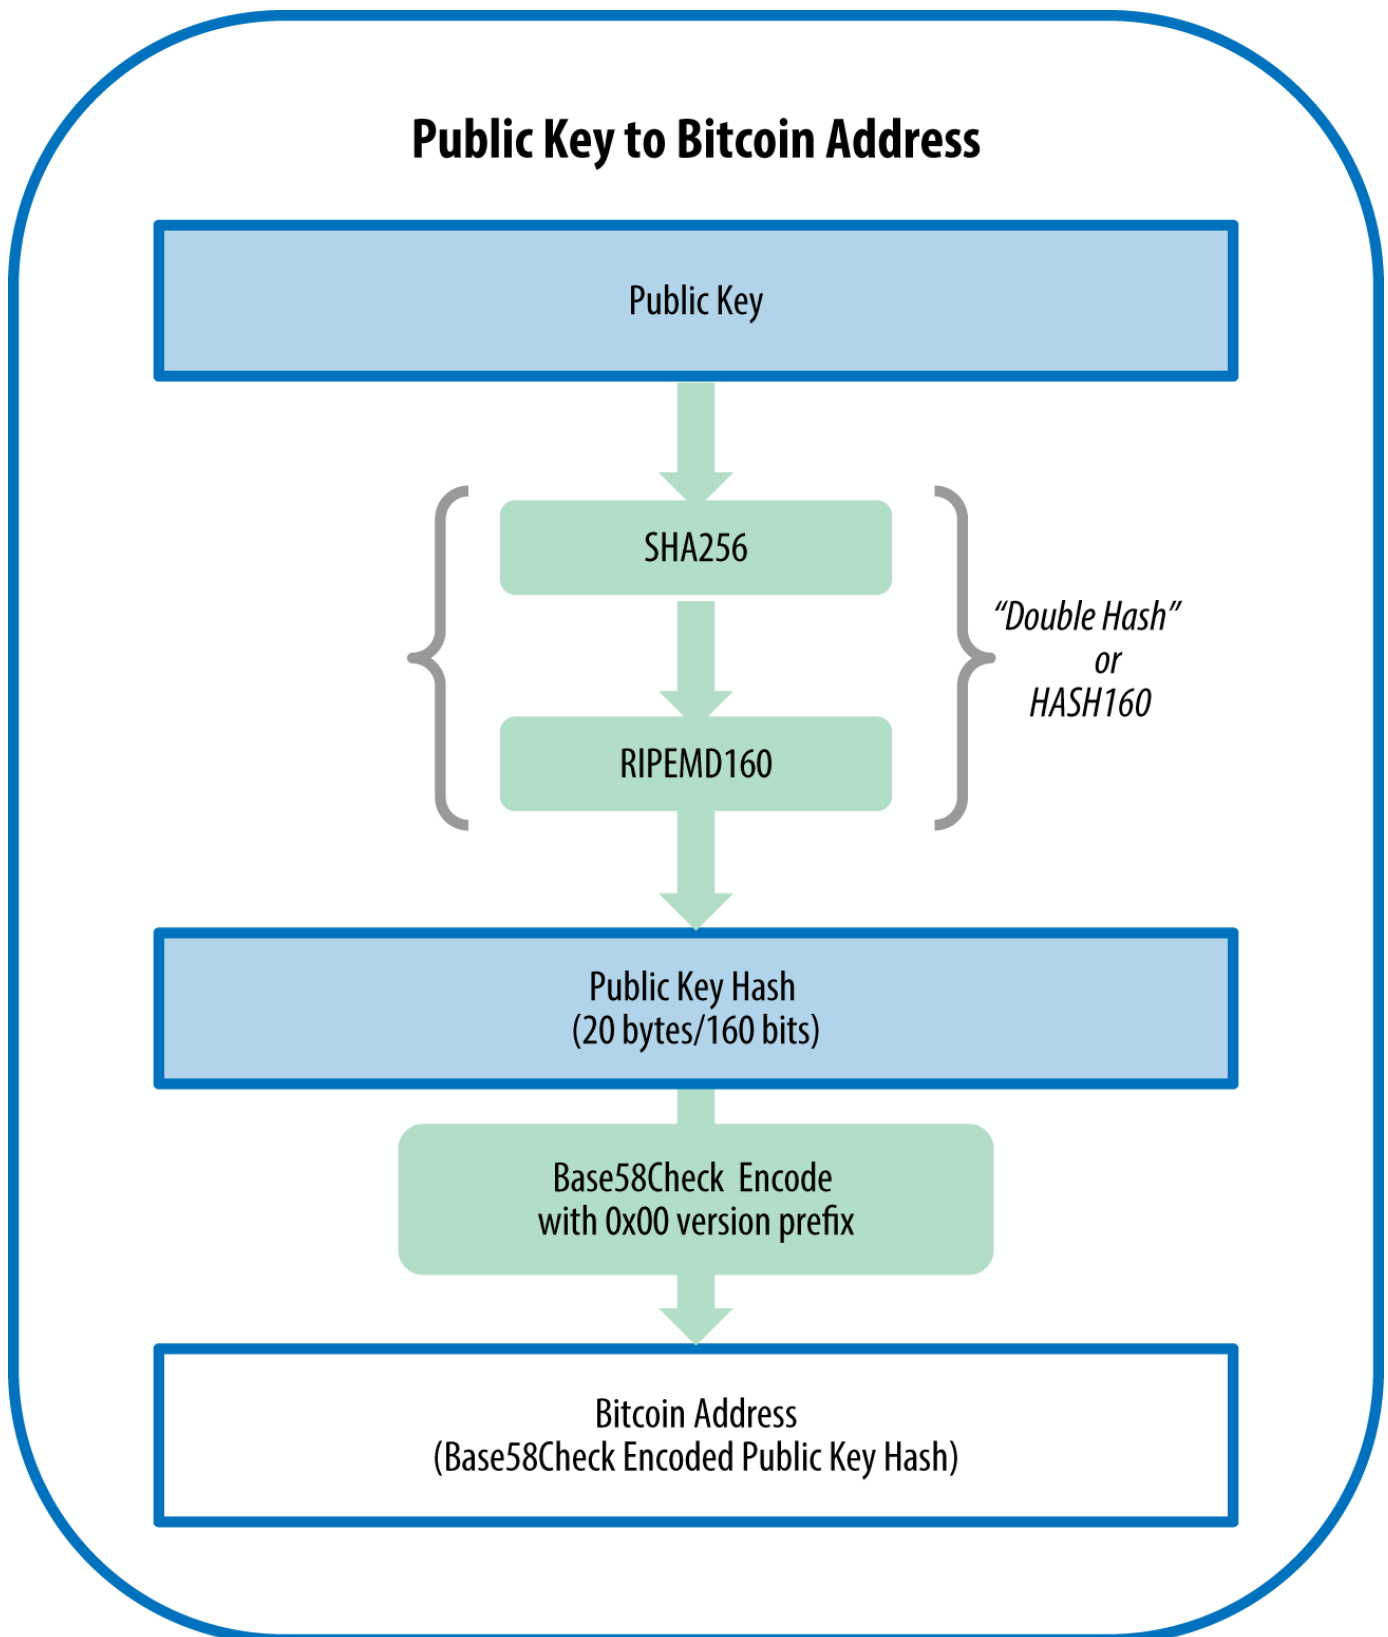 Public Key to Bitcoin Address
Public Key
SHA256
“Double Hash”
or
HASH160
RIPEMD160
Public Key Hash
(20 bytes/160 bits)
Base58Check Encode
with 0x00 version prefix
Bitcoin Address
(Base58Check Encoded Public Key Hash)